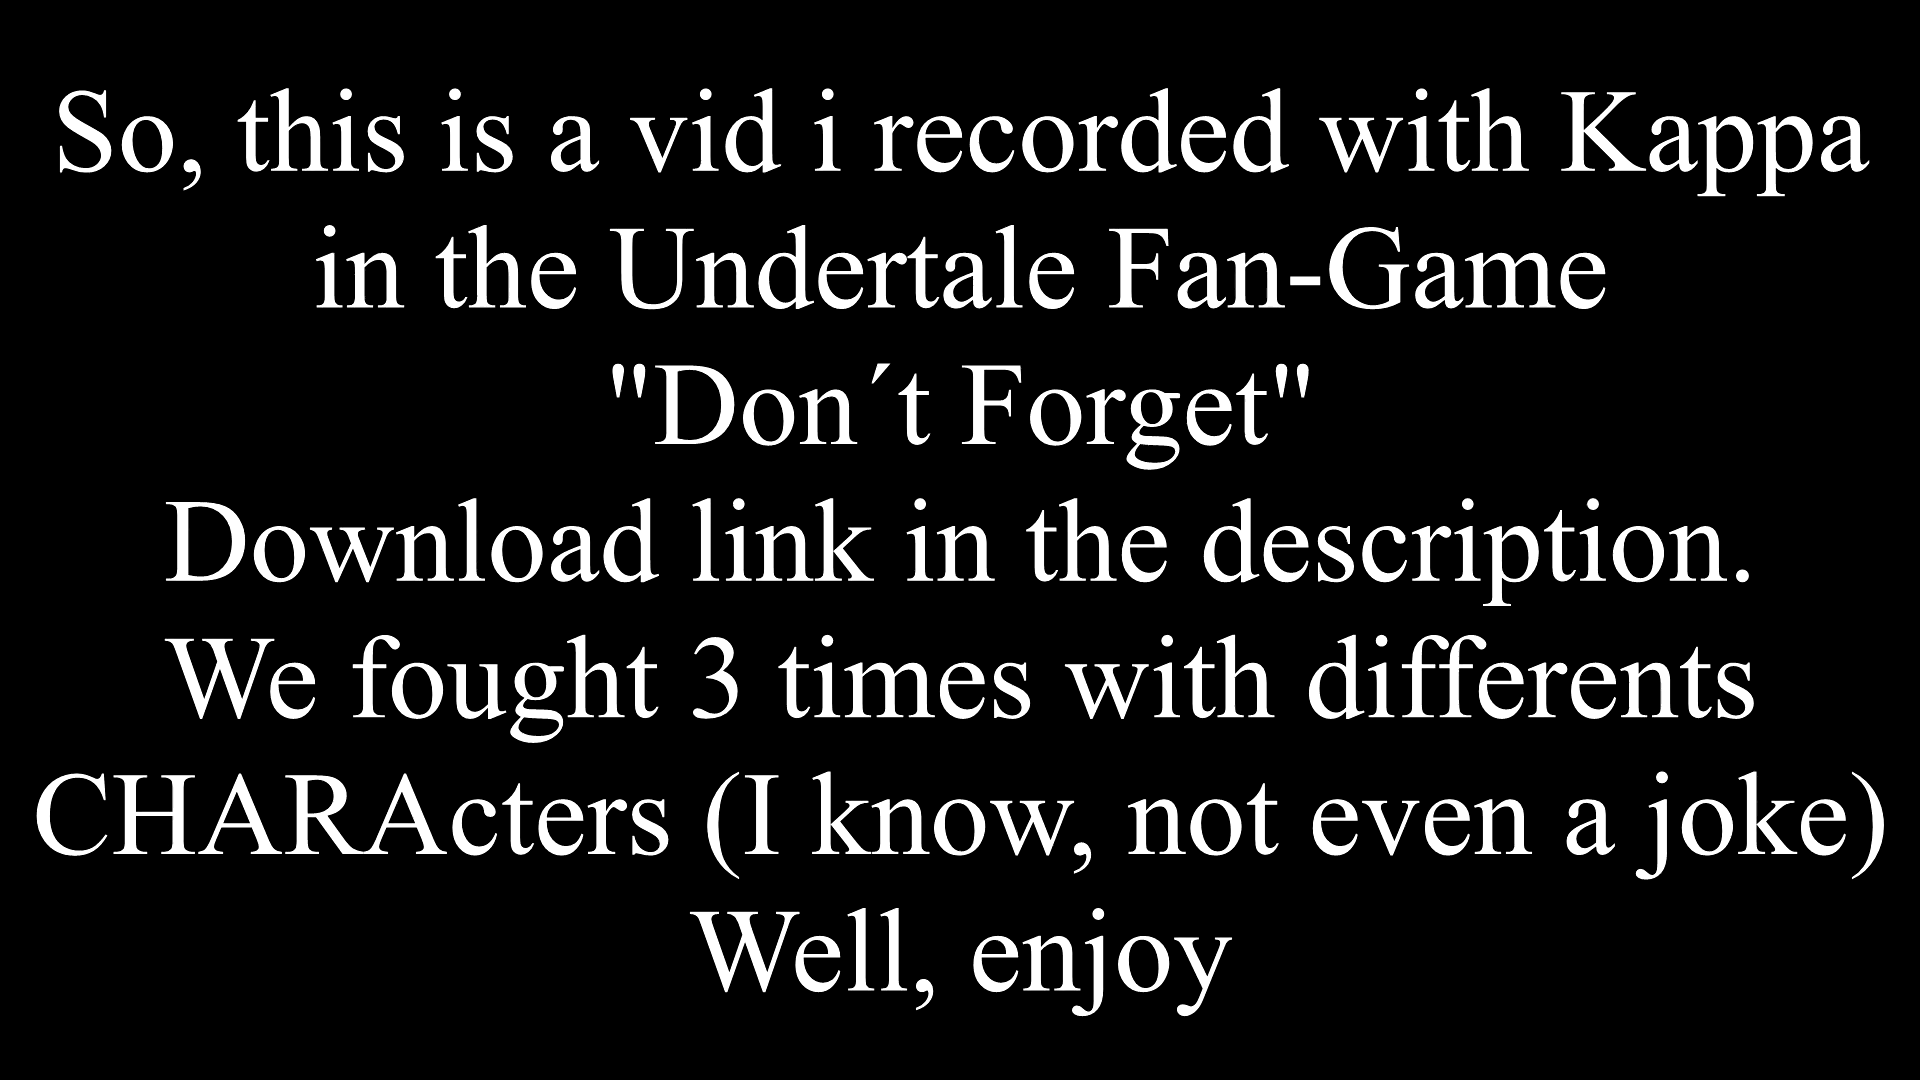 So, this is a vid i recorded with Kappa
in the Undertale Fan-Game
"Don´t Forget"
Download link in the description.
We fought 3 times with differents
CHARActers (I know, not even a joke)
Well, enjoy